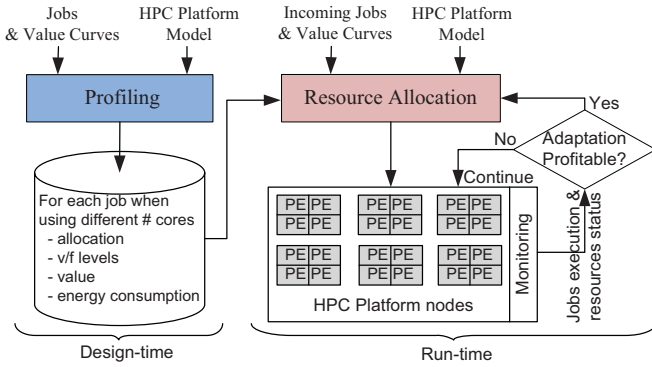 Jobs
& Value Curves
HPC Platform
Model
Incoming Jobs
& Value Curves
HPC Platform
Model
Profiling
Resource Allocation
Yes
No
Adaptation
Profitable?
Continue
For each job when
using different # cores
- allocation
- v/f levels
- value
- energy consumption
PE PE PE PE PE PE
PE PE PE PE PE PE
PE PE PE PE PE PE
PE PE PE PE PE PE
HPC Platform nodes
Monitoring
Jobs execution &
resources status
Design-time
Run-time